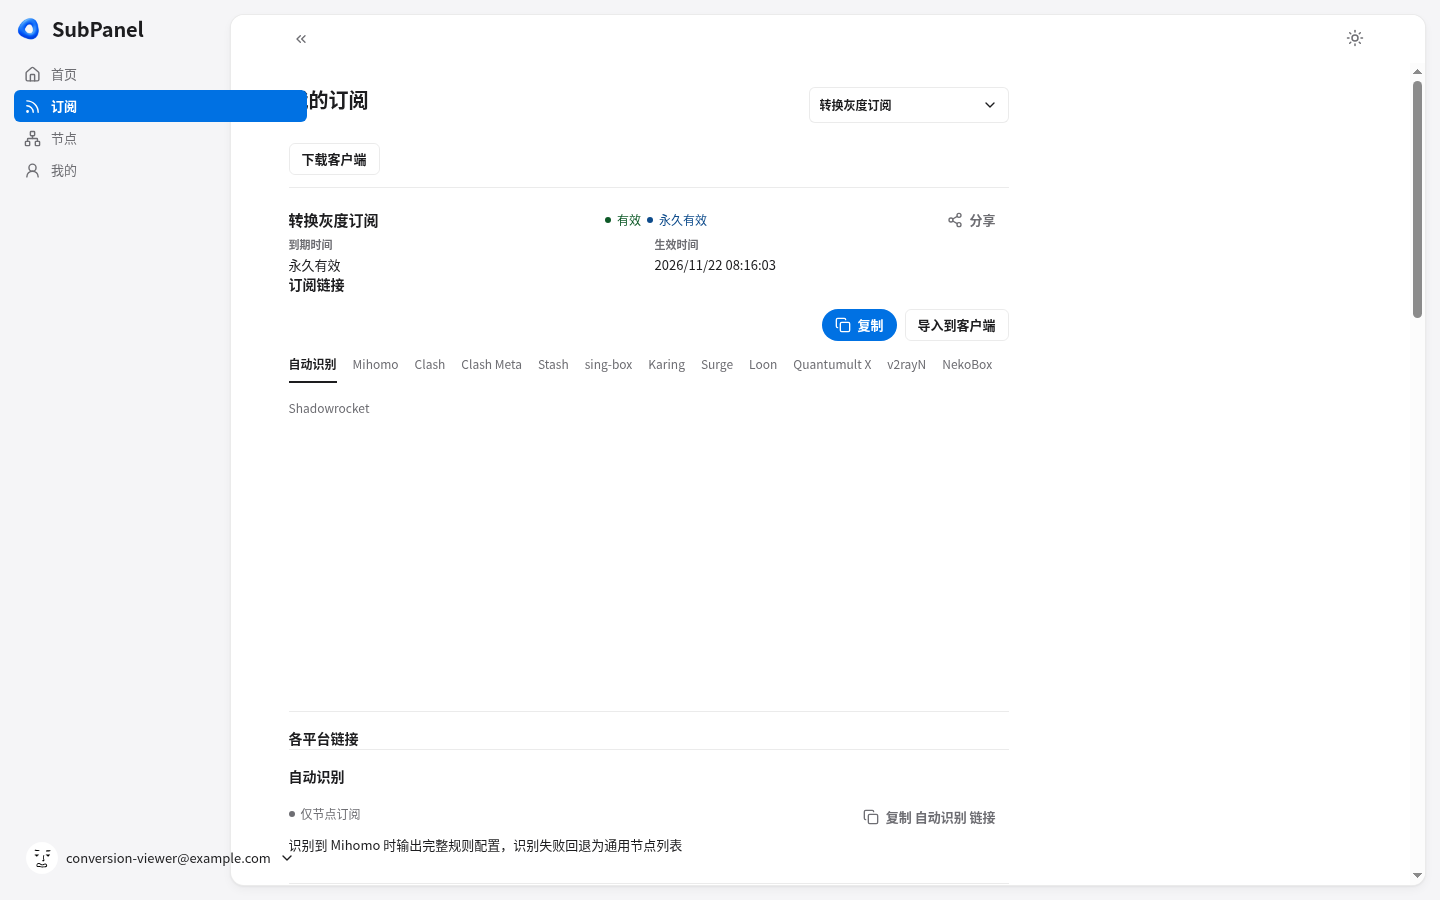 SubPanel
首页
订阅
节点
我的
的订阅
转换灰度订阅
下载客户端
转换灰度订阅
有效 永久有效
分享
到期时间
永久有效
生效时间
2026/11/22 08:16:03
订阅链接
复制
导入到客户端
自动识别 Mihomo Clash Clash Meta Stash sing-box Karing Surge Loon Quantumult X v2rayN NekoBox
Shadowrocket
各平台链接
自动识别
仅节点订阅
复制 自动识别 链接
识别到 Mihomo 时输出完整规则配置，识别失败回退为通用节点列表
conversion-viewer@example.com